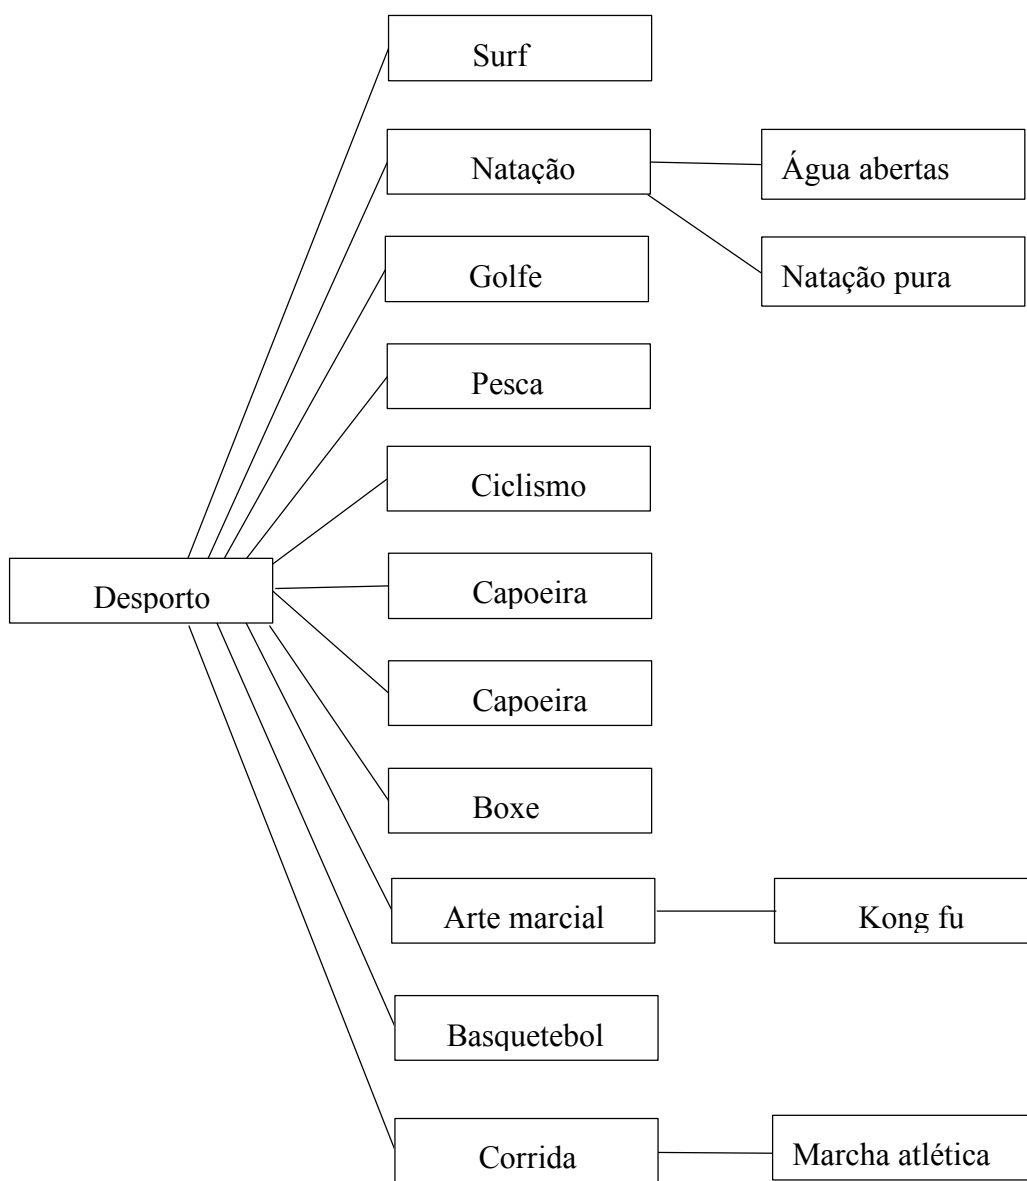 Surf
Natação
Água abertas
Golfe
Natação pura
Pesca
Ciclismo
Desporto
Capoeira
Capoeira
Boxe
Arte marcial
Kong fu
Basquetebol
Corrida
Marcha atlética